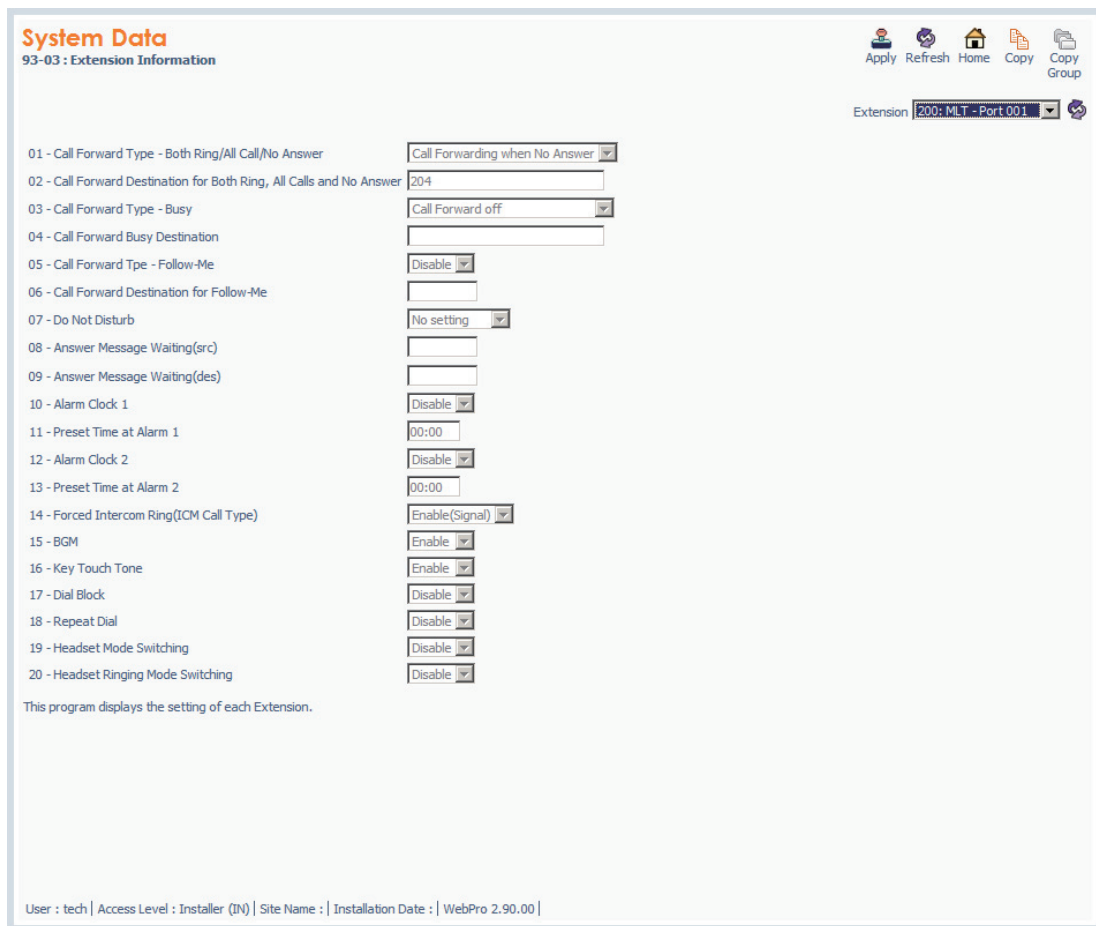 System Data
93-03 : Extension Information
Apply Refresh Home Copy Copy Group
Extension 200: MLT - Port 001
01 - Call Forward Type - Both Ring/All Call/No Answer Call Forwarding when No Answer
02 - Call Forward Destination for Both Ring, All Calls and No Answer 204
03 - Call Forward Type - Busy Call Forward off
04 - Call Forward Busy Destination
05 - Call Forward Tpe - Follow-Me Disable
06 - Call Forward Destination for Follow-Me
07 - Do Not Disturb No setting
08 - Answer Message Waiting(src)
09 - Answer Message Waiting(des)
10 - Alarm Clock 1 Disable
11 - Preset Time at Alarm 1 00:00
12 - Alarm Clock 2 Disable
13 - Preset Time at Alarm 2 00:00
14 - Forced Intercom Ring(ICM Call Type) Enable(Signal)
15 - BGM Enable
16 - Key Touch Tone Enable
17 - Dial Block Disable
18 - Repeat Dial Disable
19 - Headset Mode Switching Disable
20 - Headset Ringing Mode Switching Disable
This program displays the setting of each Extension.
User : tech | Access Level : Installer (IN) | Site Name : | Installation Date : | WebPro 2.90.00 |